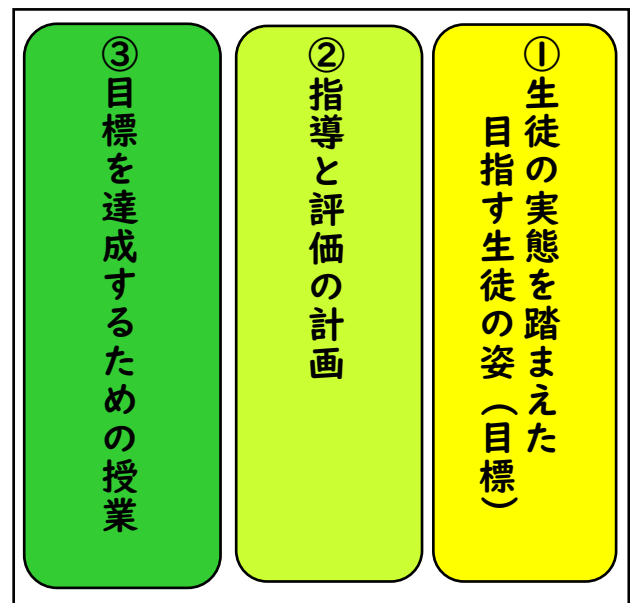 ①生徒の実態を踏まえた
目指す生徒の姿（目標）
②指導と評価の計画
③目標を達成するための授業